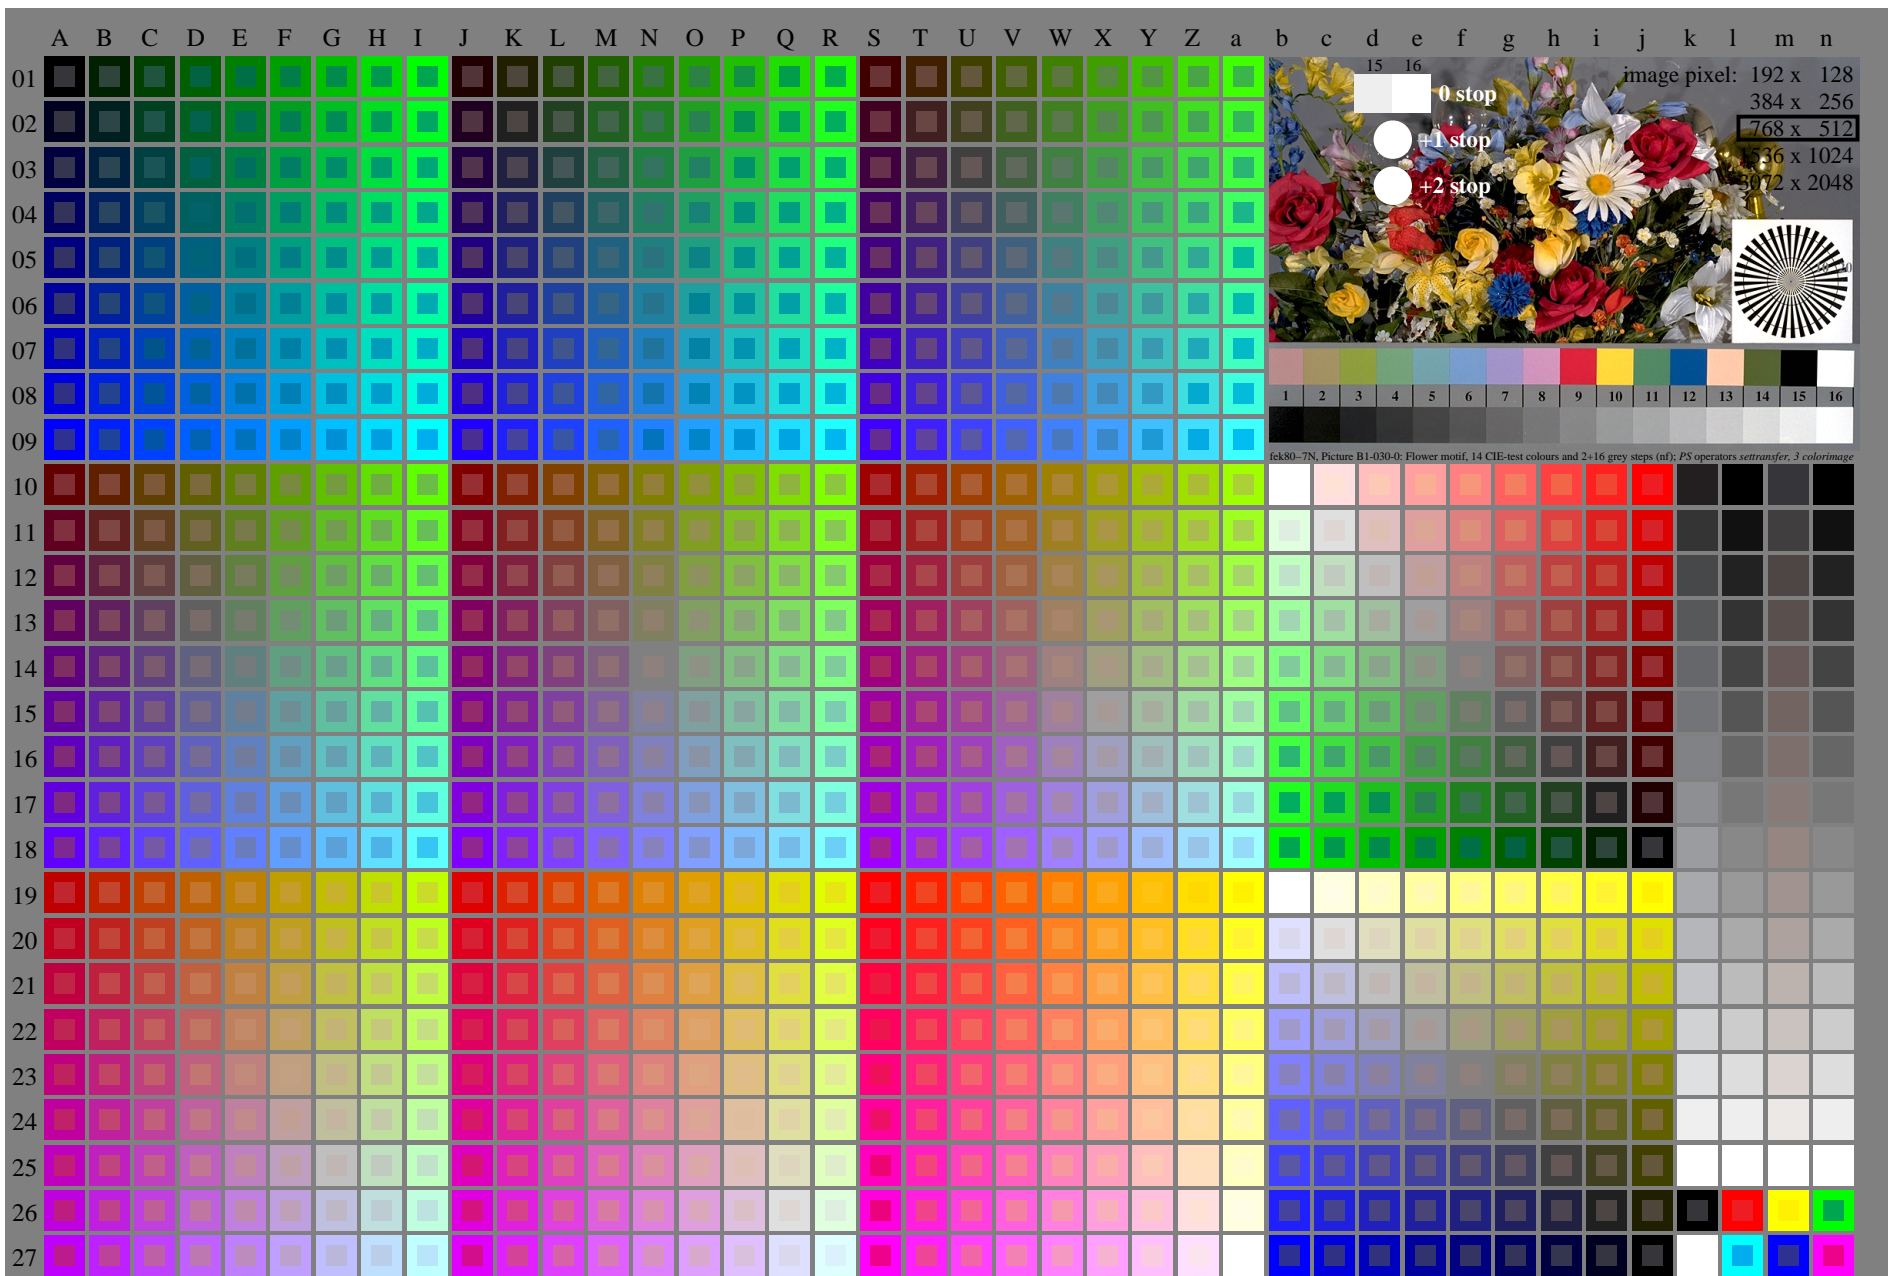 A B C D E F G H I J K L M N O P Q R S T U V W X Y Z a b c d e f g h i j k l m n
01
02
03
04
05
06
07
08
09
10
11
12
13
14
15
16
17
18
19
20
21
22
23
24
25
26
27
15 16
0 stop
+1 stop
+2 stop
image pixel: 192 x 128
384 x 256
768 x 512
1536 x 1024
3072 x 2048
1 2 3 4 5 6 7 8 9 10 11 12 13 14 15 16
fek80–7N, Picture B1-030-0: Flower motif, 14 CIE-test colours and 2+16 grey steps (nf); PS operators settransfer, 3 colorimage